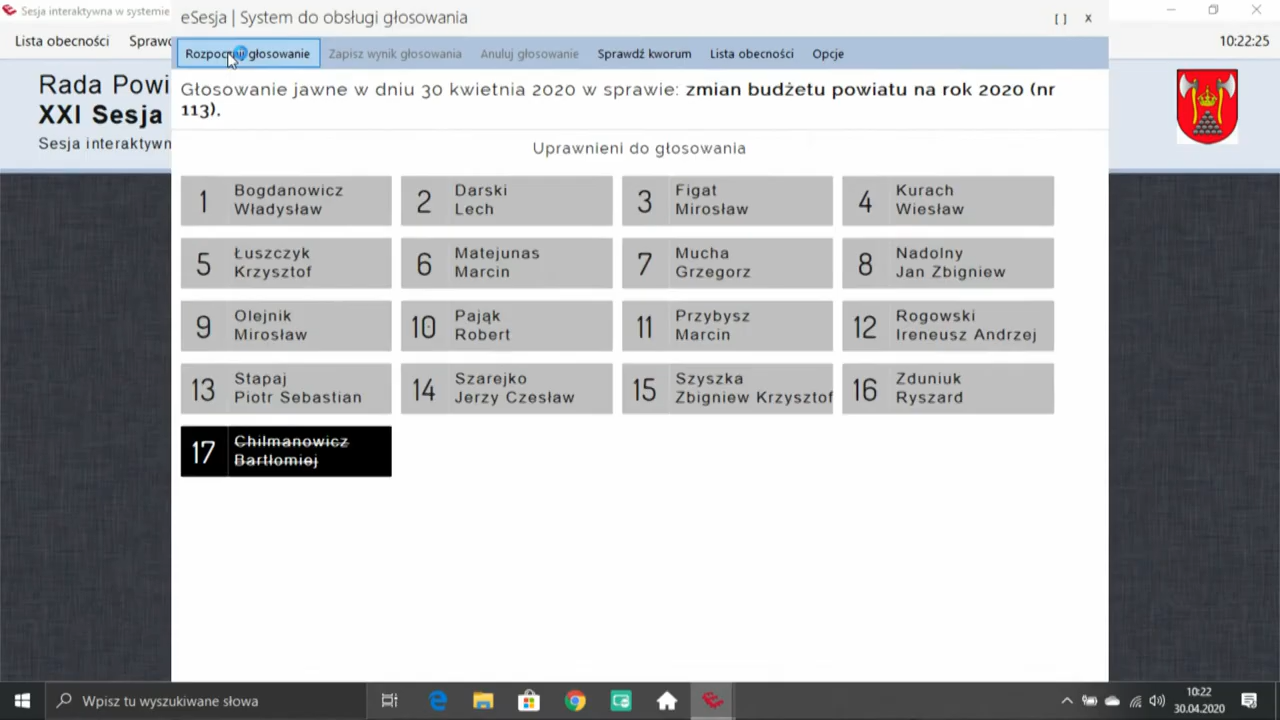 Sesja interaktywna w systemie
eSesja | System do obsługi głosowania
[ ] x
Lista obecności
Rozpocznij głosowanie Zapisz wynik głosowania Anuluj głosowanie Sprawdź kworum Lista obecności Opcje
10:22:25
Głosowanie jawne w dniu 30 kwietnia 2020 w sprawie: zmian budżetu powiatu na rok 2020 (nr
113).
XXI Sesja
Uprawnieni do głosowania
1 Bogdanowicz
Władysław
2 Darski
Lech
3 Figat
Mirosław
4 Kurach
Wiesław
5 Łuszczyk
Krzysztof
6 Matejunas
Marcin
7 Mucha
Grzegorz
8 Nadolny
Jan Zbigniew
9 Olejnik
Mirosław
10 Pająk
Robert
11 Przybysz
Marcin
12 Rogowski
Ireneusz Andrzej
13 Stapaj
Piotr Sebastian
14 Szarejko
Jerzy Czesław
15 Szyszka
Zbigniew Krzysztof
16 Zduniuk
Ryszard
17 Chilmanowicz
Bartłomiej
Wpisz tu wyszukiwane słowa
10:22
30.04.2020